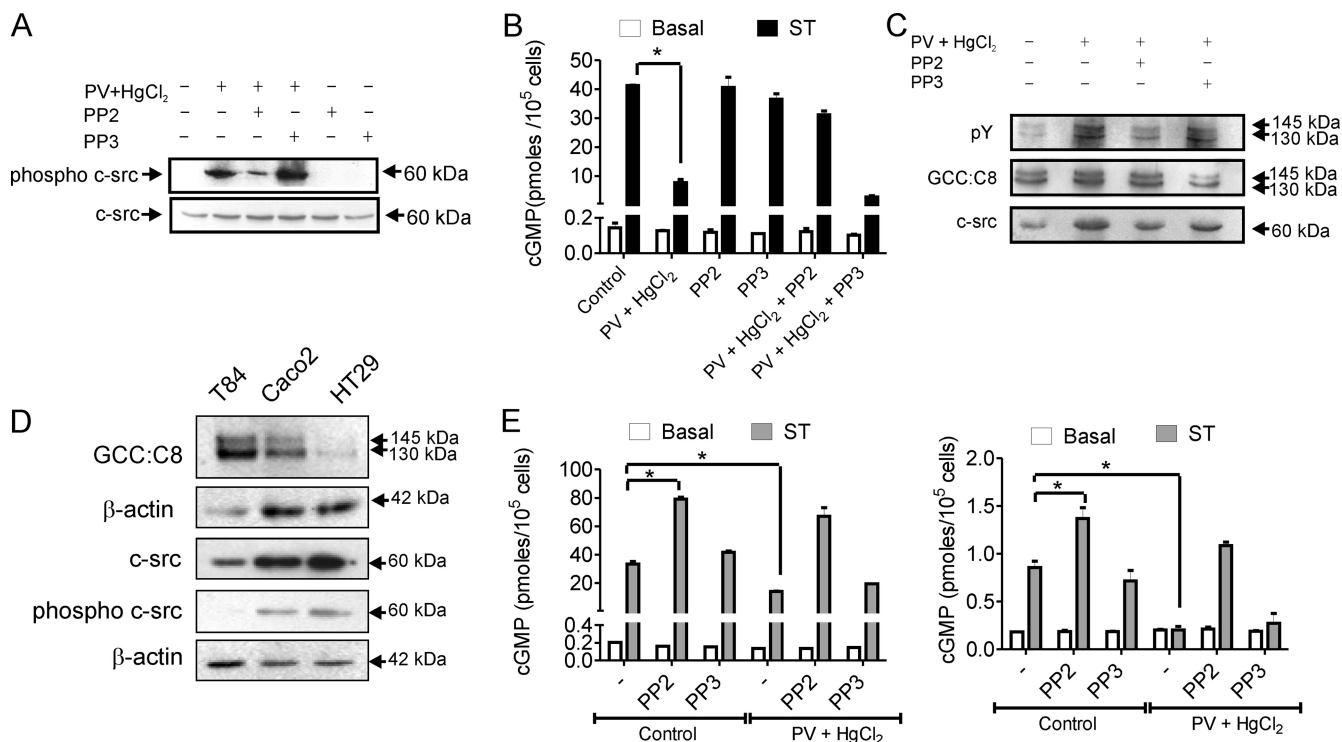 A
PV+HgCl2 – + + + – –
PP2 – – + – + –
PP3 – – – + – +
phospho c-src 60 kDa
c-src 60 kDa
B
Basal ST
*
cGMP(pmoles /10^5 cells)
50
40
30
20
10
0.2
0.0
Control
PV + HgCl2
PP2
PP3
PV + HgCl2 + PP2
PV + HgCl2 + PP3
C
PV + HgCl2 – + + +
PP2 – – + –
PP3 – – – +
pY 145 kDa
130 kDa
GCC:C8 145 kDa
130 kDa
c-src 60 kDa
D
T84 Caco2 HT29
GCC:C8 145 kDa
130 kDa
β-actin 42 kDa
c-src 60 kDa
phospho c-src 60 kDa
β-actin 42 kDa
E
Basal ST
*
*
cGMP (pmoles/10^5 cells)
100
80
60
40
20
0.4
0.2
0.0
- PP2 PP3 - PP2 PP3
Control PV + HgCl2
Basal ST
*
*
cGMP (pmoles/10^5 cells)
2.0
1.5
1.0
0.5
0.0
- PP2 PP3 - PP2 PP3
Control PV + HgCl2